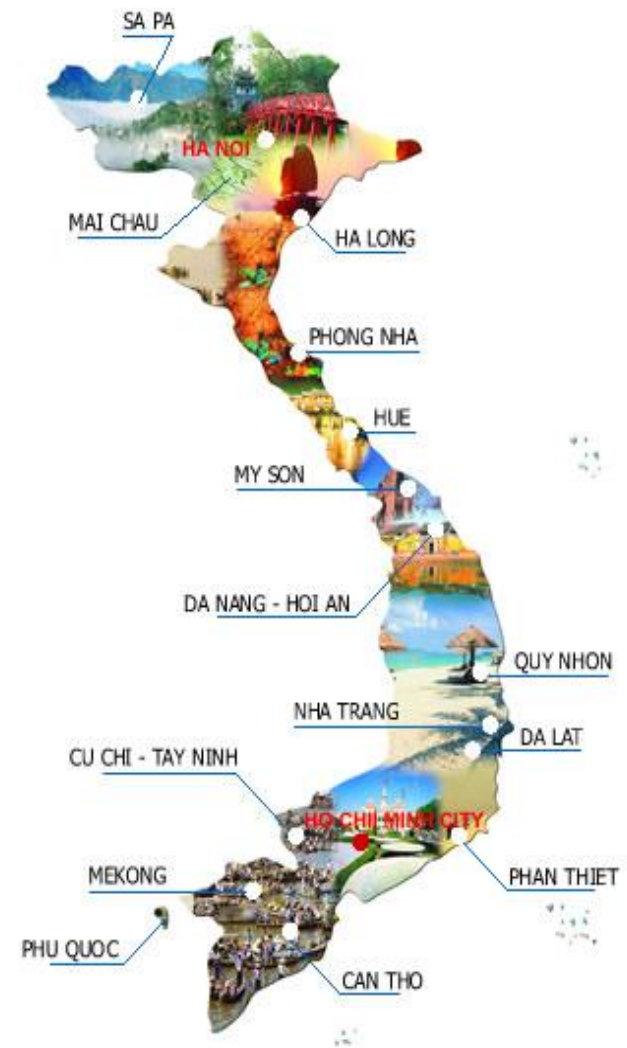 SA PA
HA NOI
MAI CHAU
HA LONG
PHONG NHA
HUE
MY SON
DA NANG - HOI AN
QUY NHON
NHA TRANG
DA LAT
CU CHI - TAY NINH
HO CHI MINH CITY
MEKONG
PHAN THIET
PHU QUOC
CAN THO